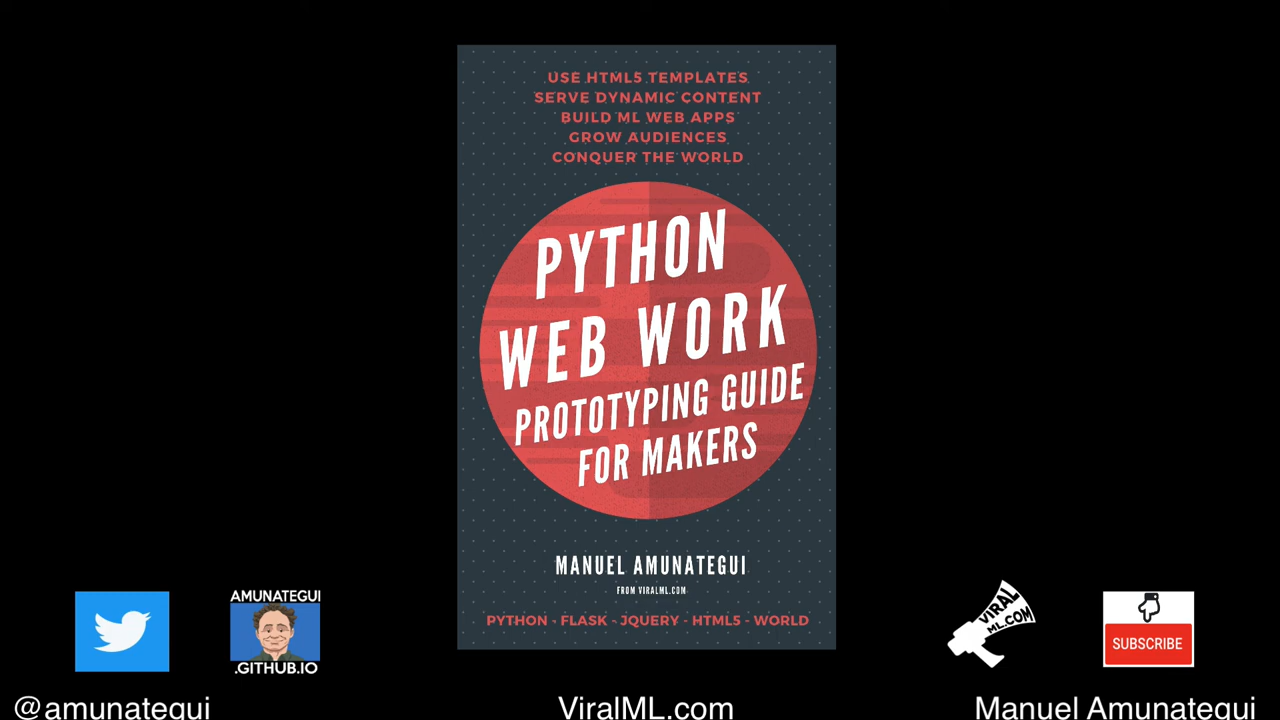 USE HTML5 TEMPLATES
SERVE DYNAMIC CONTENT
BUILD ML WEB APPS
GROW AUDIENCES
CONQUER THE WORLD
PYTHON
WEB WORK
PROTOTYPING GUIDE
FOR MAKERS
MANUEL AMUNATEGUI
FROM VIRALML.COM
PYTHON - FLASK - JQUERY - HTML5 - WORLD
AMUNATEGUI
.GITHUB.IO
VIRAL
ML.COM
SUBSCRIBE
@amunategui
ViralML.com
Manuel Amunategui